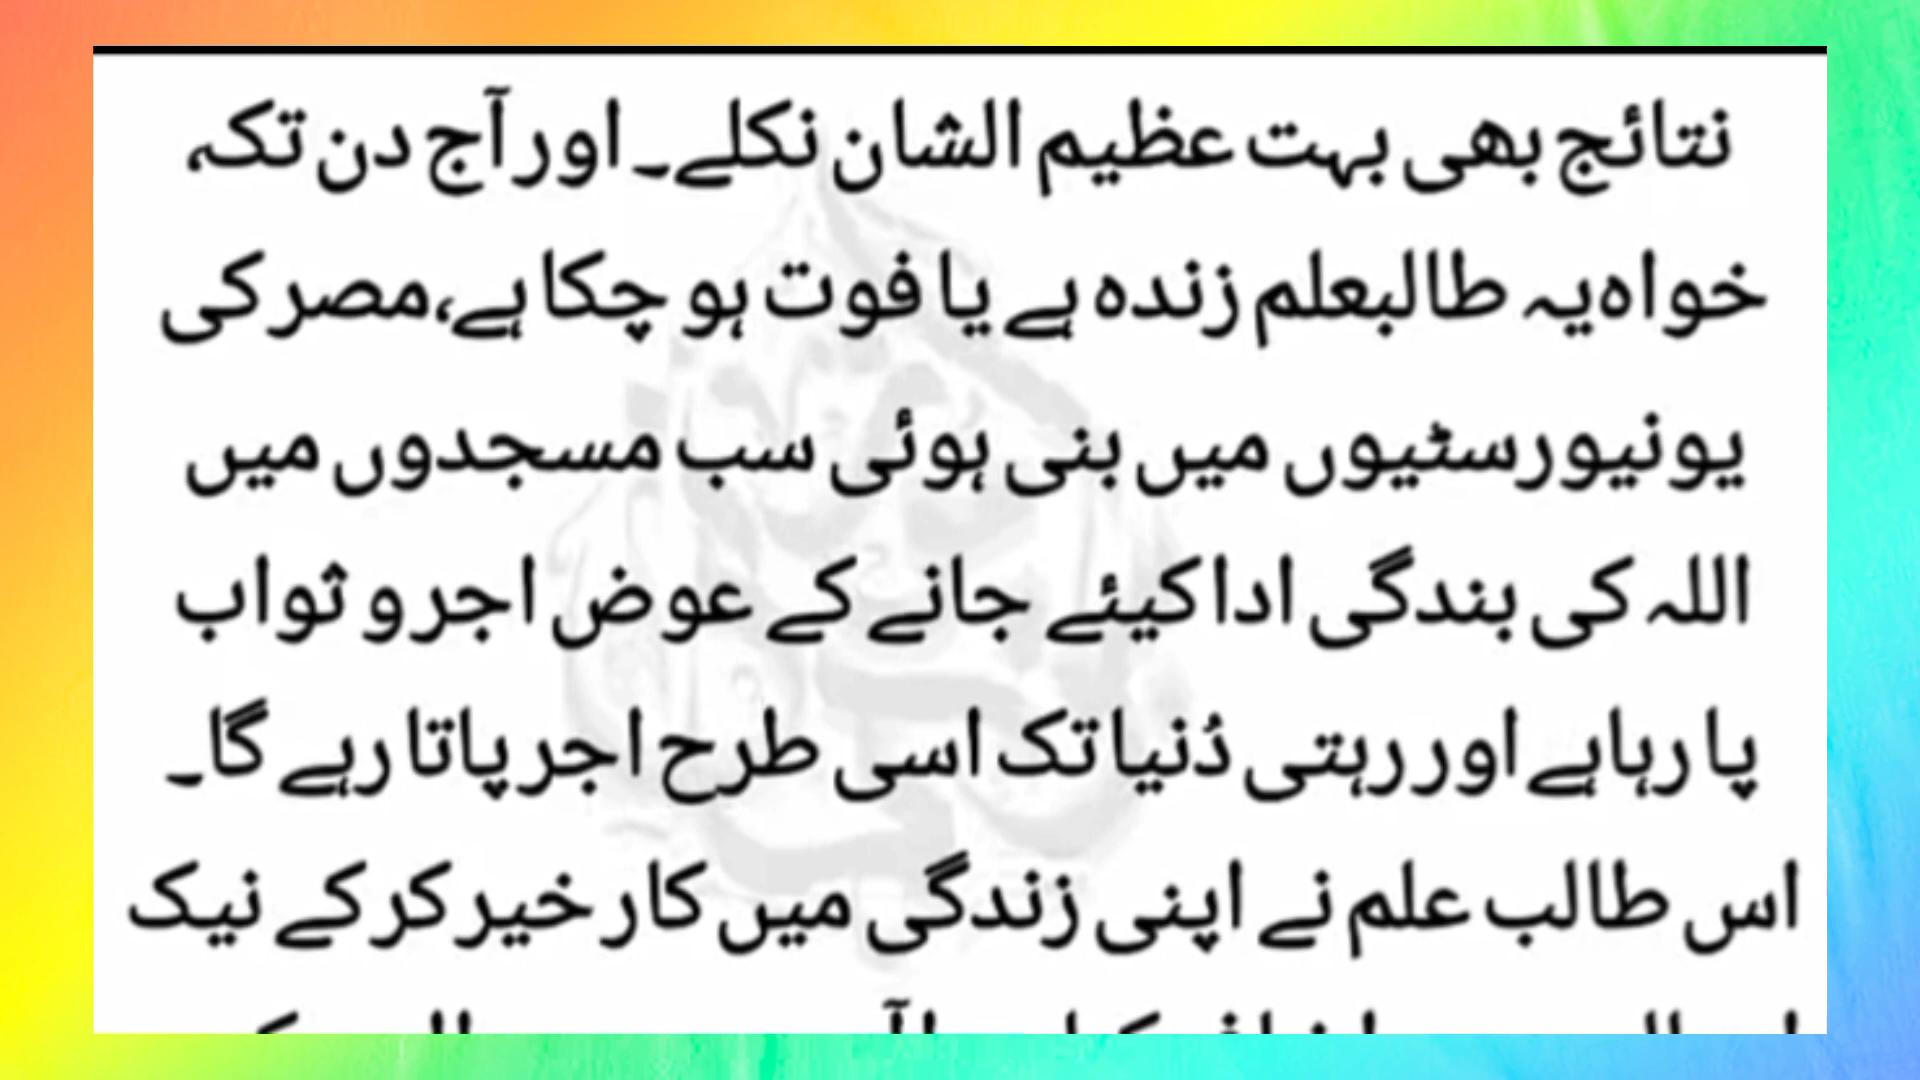 نتائج بھی بہت عظیم الشان نکلے۔ اور آج دن تک،
خواہ یہ طالبعلم زندہ ہے یا فوت ہو چکا ہے، مصر کی
یونیورسٹیوں میں بنی ہوئی سب مسجدوں میں
اللہ کی بندگی ادا کیئے جانے کے عوض اجر و ثواب
پا رہا ہے اور رہتی دُنیا تک اسی طرح اجر پاتا رہے گا۔
اس طالب علم نے اپنی زندگی میں کار خیر کر کے نیک